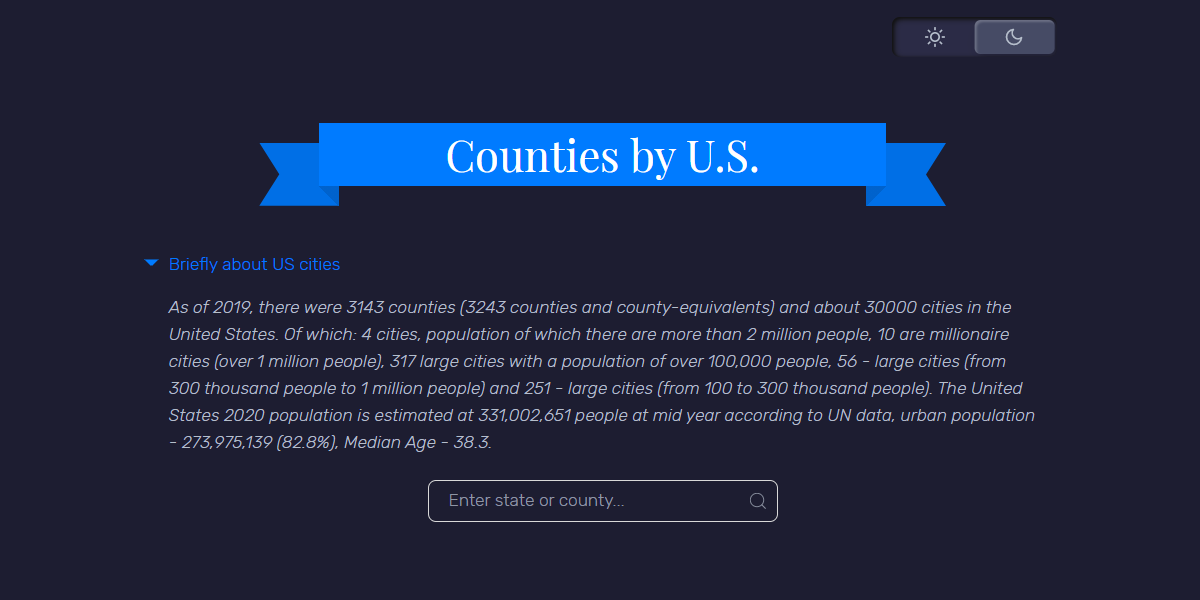 Counties by U.S.
Briefly about US cities
As of 2019, there were 3143 counties (3243 counties and county-equivalents) and about 30000 cities in the
United States. Of which: 4 cities, population of which there are more than 2 million people, 10 are millionaire
cities (over 1 million people), 317 large cities with a population of over 100,000 people, 56 - large cities (from
300 thousand people to 1 million people) and 251 - large cities (from 100 to 300 thousand people). The United
States 2020 population is estimated at 331,002,651 people at mid year according to UN data, urban population
- 273,975,139 (82.8%), Median Age - 38.3.
Enter state or county...